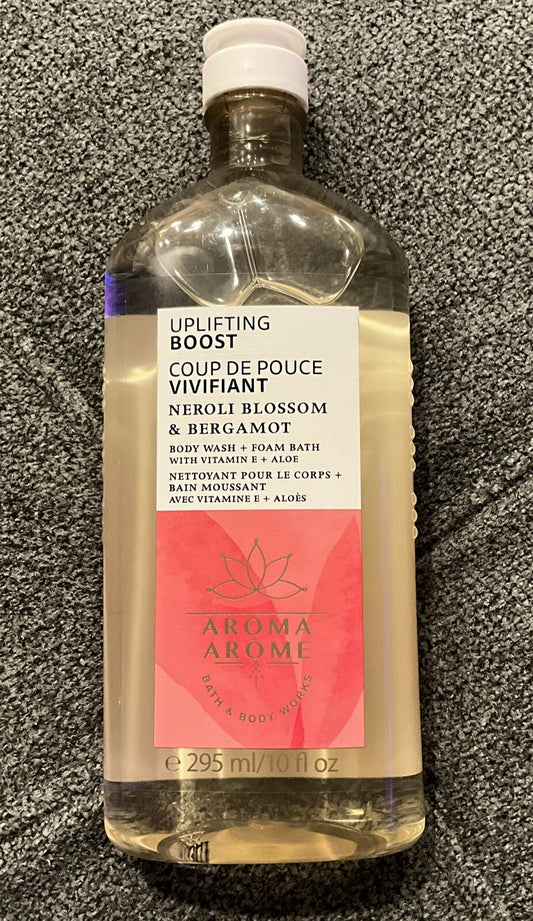 UPLIFTING
BOOST
COUP DE POUCE
VIVIFIANT
NEROLI BLOSSOM
& BERGAMOT
BODY WASH + FOAM BATH
WITH VITAMIN E + ALOE
NETTOYANT POUR LE CORPS +
BAIN MOUSSANT
AVEC VITAMINE E + ALOÈS
AROMA
ARÔME
BATH & BODY WORKS
℮ 295 ml/10 fl oz